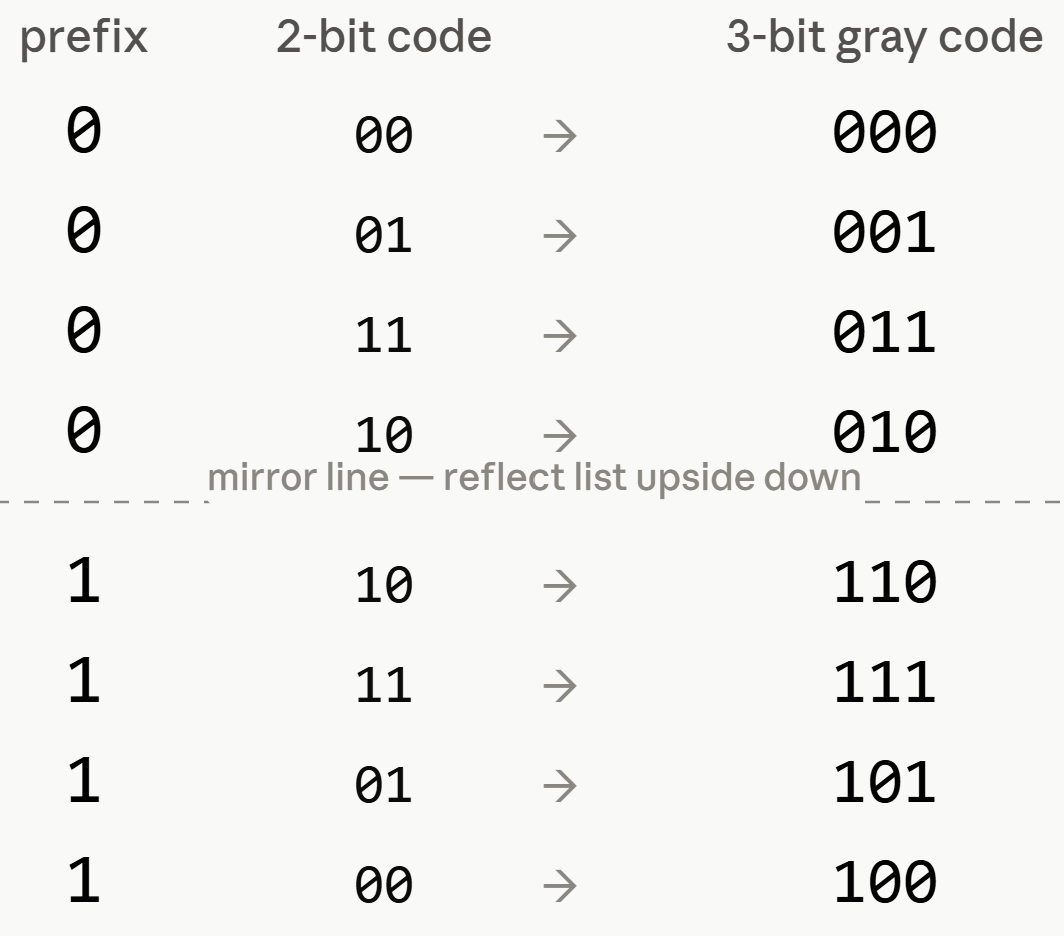 prefix 2-bit code 3-bit gray code
0 00 → 000
0 01 → 001
0 11 → 011
0 10 → 010
mirror line — reflect list upside down
1 10 → 110
1 11 → 111
1 01 → 101
1 00 → 100